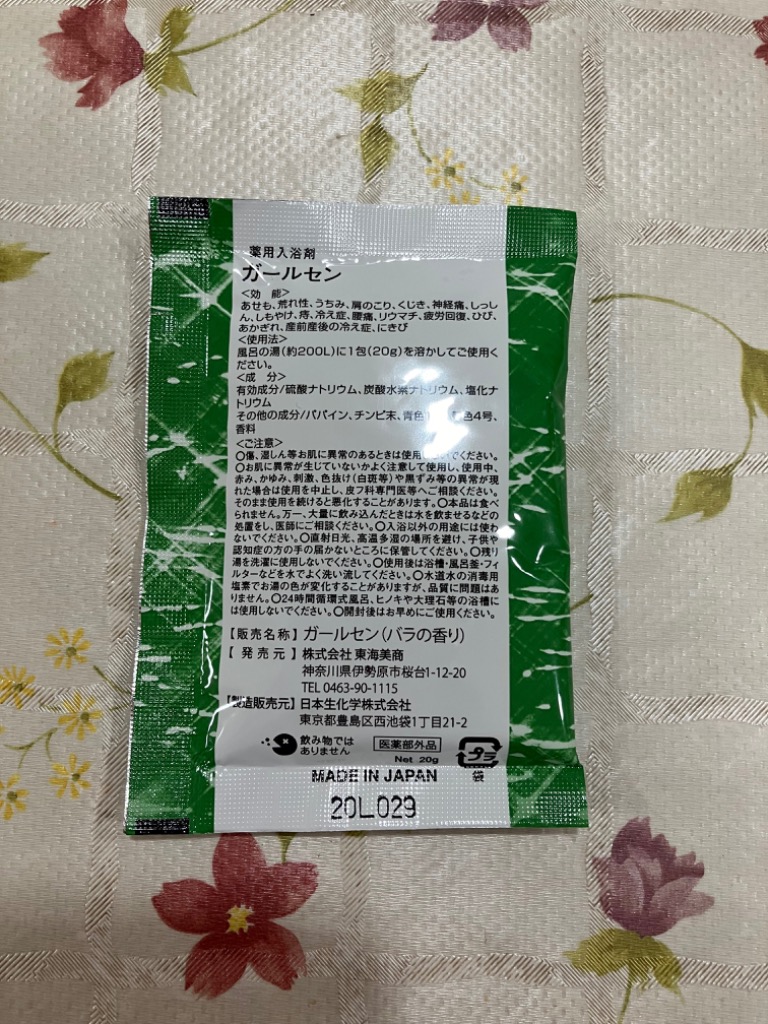 薬用入浴剤
ガールセン
<効　能>
あせも、荒れ性、うちみ、肩のこり、くじき、神経痛、しっし
ん、しもやけ、痔、冷え症、腰痛、リウマチ、疲労回復、ひび、
あかぎれ、産前産後の冷え症、にきび
<使用法>
風呂の湯(約200L)に1包(20g)を溶かしてご使用く
ださい。
<成　分>
有効成分/硫酸ナトリウム、炭酸水素ナトリウム、塩化ナ
トリウム
その他の成分/パパイン、チンピ末、青色 色4号、
香料
<ご注意>
○傷、湿しん等お肌に異常のあるときは使用 いでください。
○お肌に異常が生じていないかよく注意して使用し、使用中、
赤み、かゆみ、刺激、色抜け(白斑等)や黒ずみ等の異常が現
れた場合は使用を中止し、皮フ科専門医等へご相談ください。
そのまま使用を続けると悪化することがあります。○本品は食べ
られません。万一、大量に飲み込んだときは水を飲ませるなどの
処置をし、医師にご相談ください。○入浴以外の用途には使わ
ないでください。○直射日光、高温多湿の場所を避け、子供や
認知症の方の手の届かないところに保管してください。○残り
湯を洗濯に使用しないでください。○使用後は浴槽・風呂釜・フィ
ルターなどを水でよく洗い流してください。○水道水の消毒用
塩素でお湯の色が変化することがありますが、品質に問題はあ
りません。○24時間循環式風呂、ヒノキや大理石等の浴槽に
は使用しないでください。○開封後はお早めにご使用ください。
【販売名称】ガールセン(バラの香り)
【発売元】株式会社 東海美商
神奈川県伊勢原市桜台1-12-20
TEL 0463-90-1115
【製造販売元】日本生化学株式会社
東京都豊島区西池袋1丁目21-2
飲み物では
ありません
医薬部外品
プラ
Net 20g
袋
MADE IN JAPAN
20L029